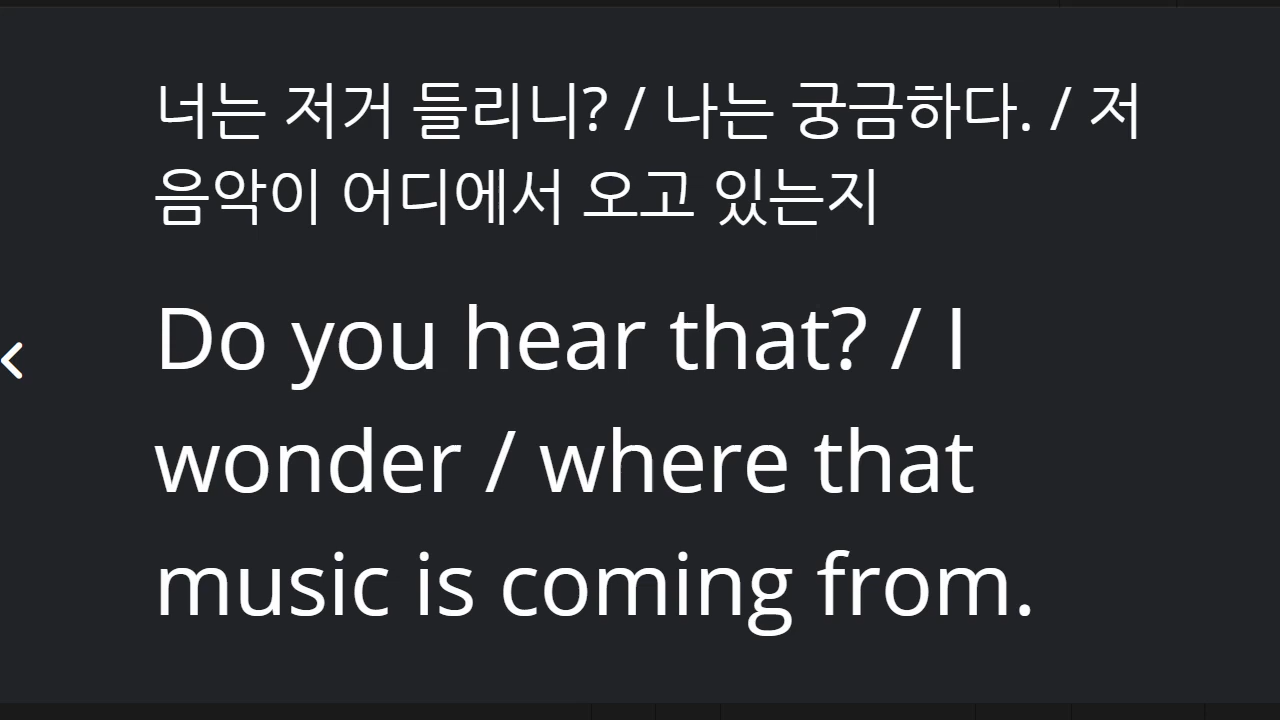 너는 저거 들리니? / 나는 궁금하다. / 저
음악이 어디에서 오고 있는지
Do you hear that? / I
wonder / where that
music is coming from.